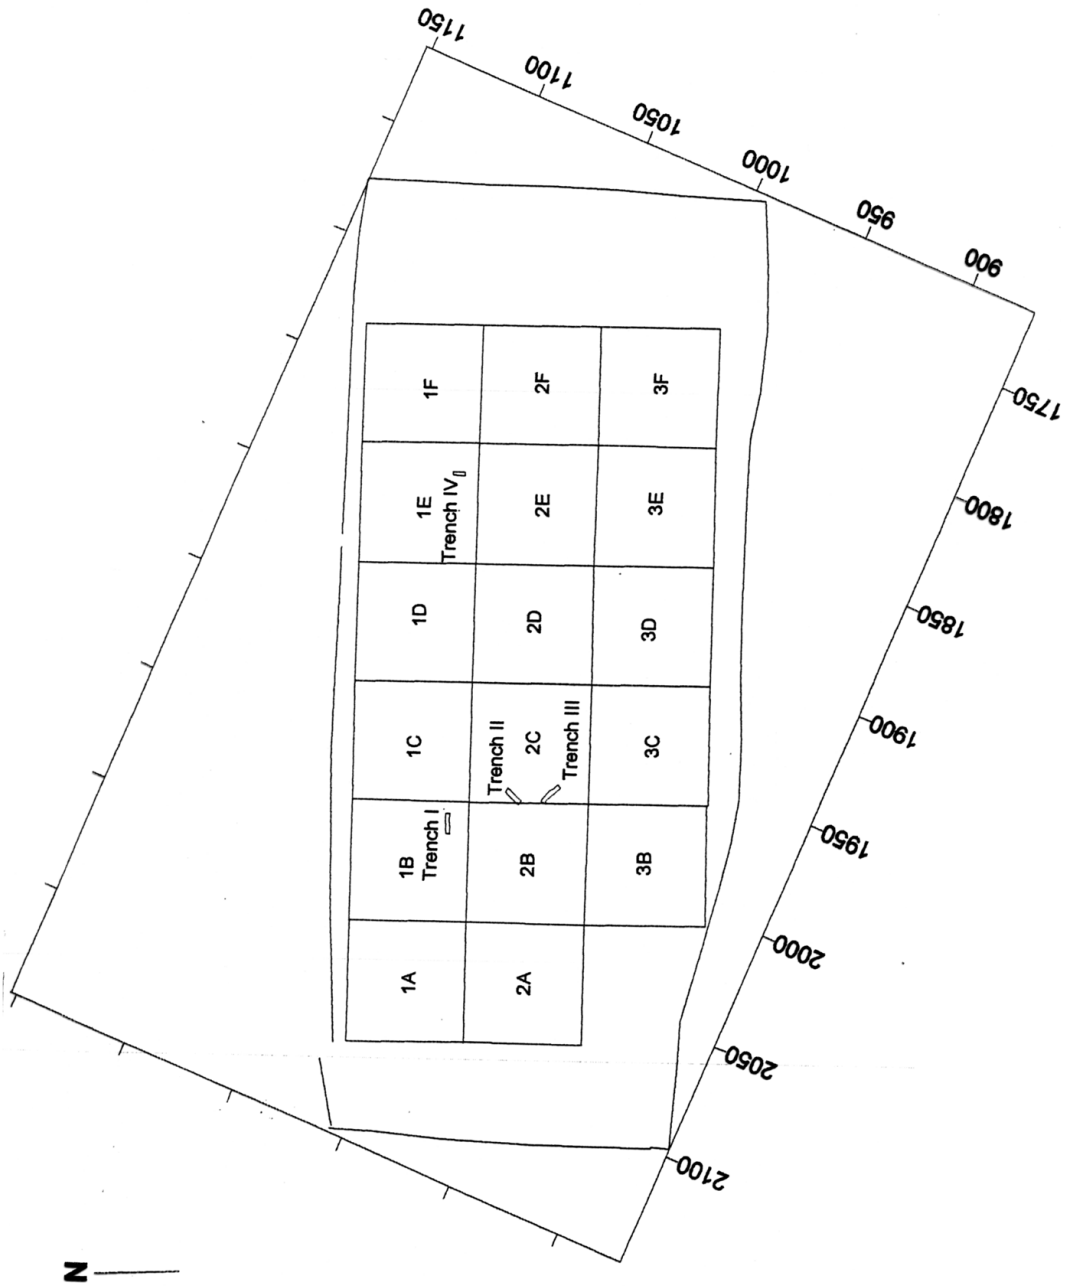 1150
1100
1050
1000
950
900
1750
1800
1850
1900
1950
2000
2050
2100
1F
2F
3F
1E
Trench IV
2E
3E
1D
2D
3D
1C
Trench II
2C
Trench III
3C
1B
Trench I
2B
3B
1A
2A
N